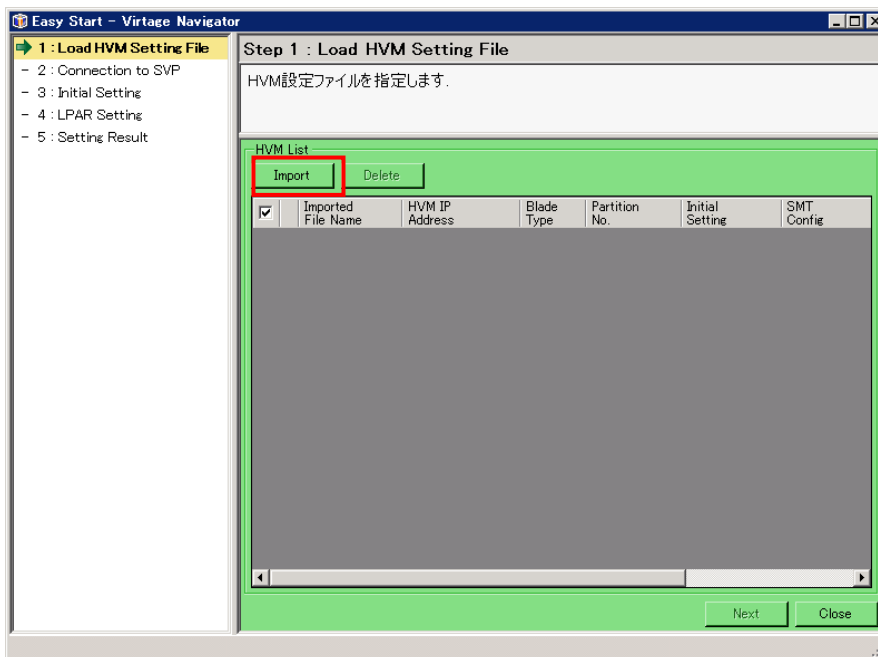 Easy Start - Virtage Navigator
1 : Load HVM Setting File
- 2 : Connection to SVP
- 3 : Initial Setting
- 4 : LPAR Setting
- 5 : Setting Result
Step 1 : Load HVM Setting File
HVM設定ファイルを指定します.
HVM List
Import
Delete
Imported File Name
HVM IP Address
Blade Type
Partition No.
Initial Setting
SMT Config
Next
Close